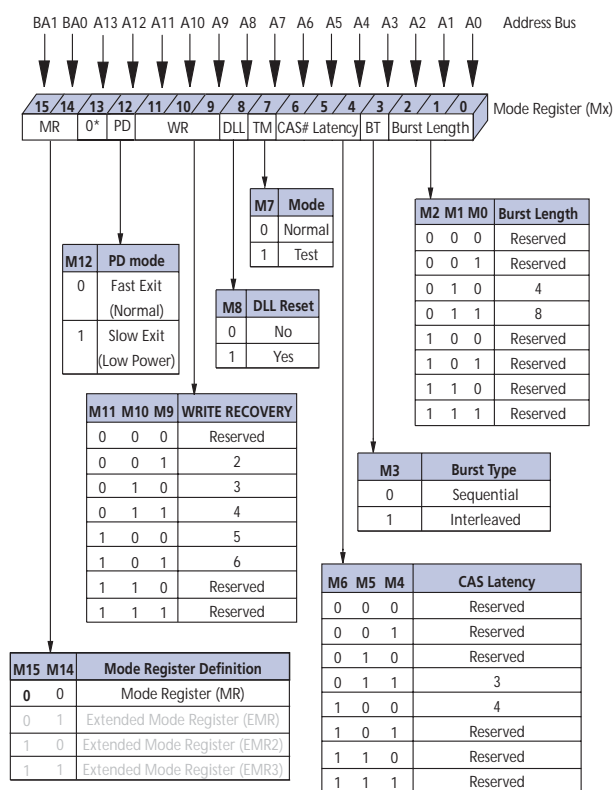 BA1 BA0 A13 A12 A11 A10 A9 A8 A7 A6 A5 A4 A3 A2 A1 A0 Address Bus
15 14 13 12 11 10 9 8 7 6 5 4 3 2 1 0 Mode Register (Mx)
MR 0* PD WR DLL TM CAS# Latency BT Burst Length
M12 PD mode
0 Fast Exit
(Normal)
1 Slow Exit
(Low Power)
M7 Mode
0 Normal
1 Test
M8 DLL Reset
0 No
1 Yes
M2 M1 M0 Burst Length
0 0 0 Reserved
0 0 1 Reserved
0 1 0 4
0 1 1 8
1 0 0 Reserved
1 0 1 Reserved
1 1 0 Reserved
1 1 1 Reserved
M11 M10 M9 WRITE RECOVERY
0 0 0 Reserved
0 0 1 2
0 1 0 3
0 1 1 4
1 0 0 5
1 0 1 6
1 1 0 Reserved
1 1 1 Reserved
M3 Burst Type
0 Sequential
1 Interleaved
M6 M5 M4 CAS Latency
0 0 0 Reserved
0 0 1 Reserved
0 1 0 Reserved
0 1 1 3
1 0 0 4
1 0 1 Reserved
1 1 0 Reserved
1 1 1 Reserved
M15 M14 Mode Register Definition
0 0 Mode Register (MR)
0 1 Extended Mode Register (EMR)
1 0 Extended Mode Register (EMR2)
1 1 Extended Mode Register (EMR3)